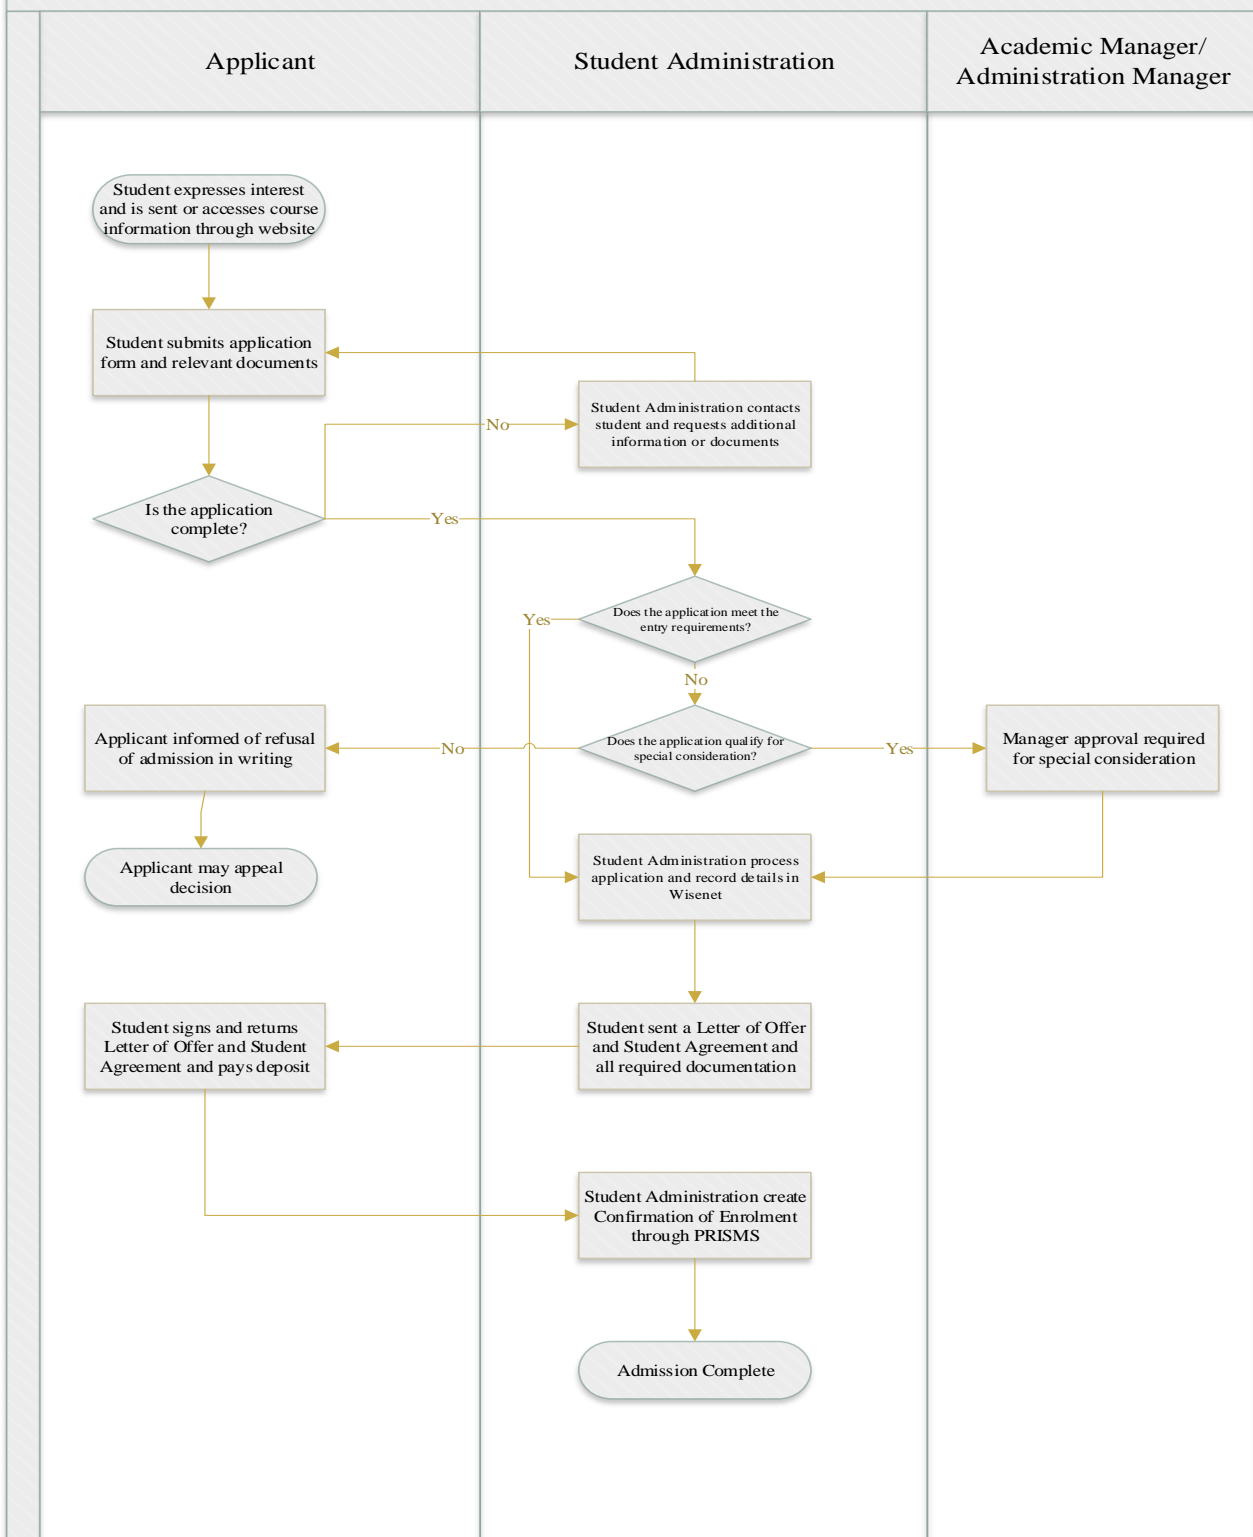 Applicant
Student Administration
Academic Manager/
Administration Manager
Student expresses interest
and is sent or accesses course
information through website
Student submits application
form and relevant documents
Student Administration contacts
student and requests additional
information or documents
No
Is the application
complete?
Yes
Does the application meet the
entry requirements?
Yes
No
Applicant informed of refusal
of admission in writing
No
Does the application qualify for
special consideration?
Yes
Manager approval required
for special consideration
Applicant may appeal
decision
Student Administration process
application and record details in
Wisenet
Student signs and returns
Letter of Offer and Student
Agreement and pays deposit
Student sent a Letter of Offer
and Student Agreement and
all required documentation
Student Administration create
Confirmation of Enrolment
through PRISMS
Admission Complete